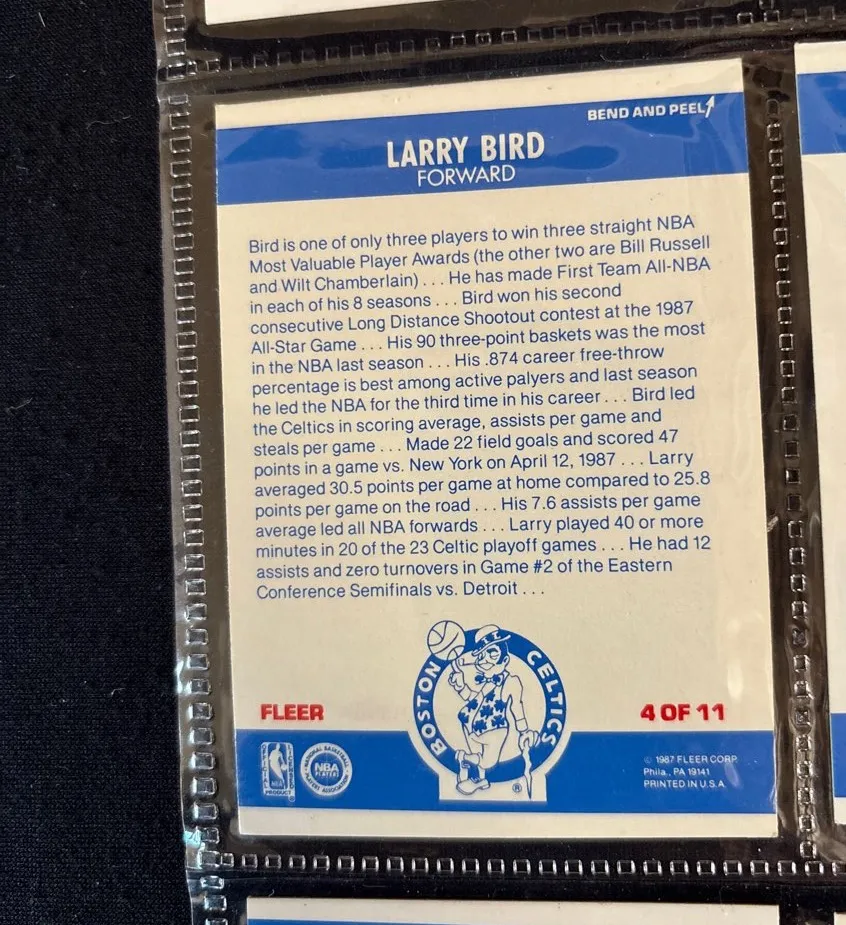 BEND AND PEEL
LARRY BIRD
FORWARD
Bird is one of only three players to win three straight NBA
Most Valuable Player Awards (the other two are Bill Russell
and Wilt Chamberlain) . . . He has made First Team All-NBA
in each of his 8 seasons . . . Bird won his second
consecutive Long Distance Shootout contest at the 1987
All-Star Game . . . His 90 three-point baskets was the most
in the NBA last season . . . His .874 career free-throw
percentage is best among active palyers and last season
he led the NBA for the third time in his career . . . Bird led
the Celtics in scoring average, assists per game and
steals per game . . . Made 22 field goals and scored 47
points in a game vs. New York on April 12, 1987 . . . Larry
averaged 30.5 points per game at home compared to 25.8
points per game on the road . . . His 7.6 assists per game
average led all NBA forwards . . . Larry played 40 or more
minutes in 20 of the 23 Celtic playoff games . . . He had 12
assists and zero turnovers in Game #2 of the Eastern
Conference Semifinals vs. Detroit . . .
BOSTON CELTICS
®
FLEER
4 OF 11
NBA
PRODUCT
NATIONAL BASKETBALL
NBA
PLAYERS
PLAYERS ASSOCIATION
© 1987 FLEER CORP.
Phila., PA 19141
PRINTED IN U.S.A.